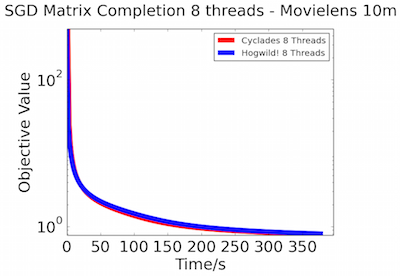 SGD Matrix Completion 8 threads - Movielens 10m
Cyclades 8 Threads
Hogwild! 8 Threads
Objective Value
10²
10⁰
0 50 100 150 200 250 300 350
Time/s